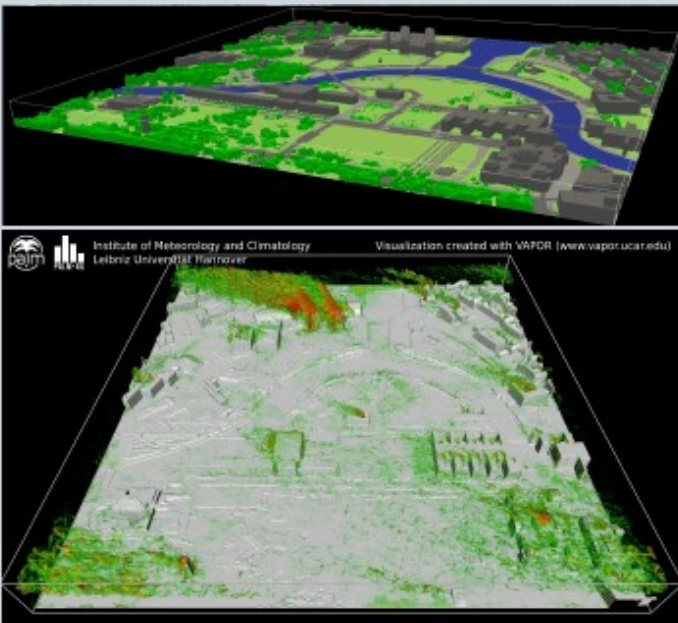 Institute of Meteorology and Climatology
Leibniz Universität Hannover
Visualization created with VAPOR (www.vapor.ucar.edu)
palm